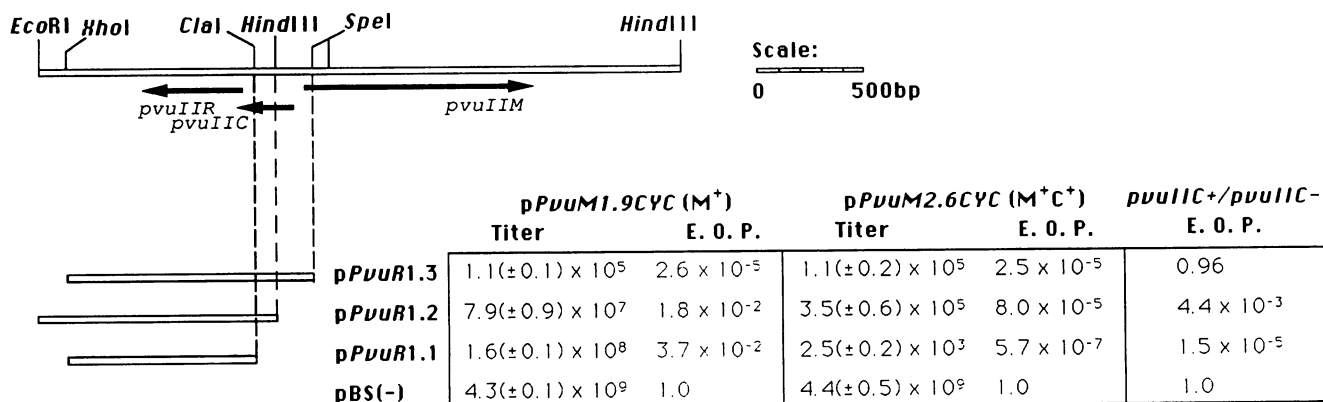 EcoRI XhoI ClaI HindIII SpeI HindIII
Scale:
0 500bp
pvuIIR
pvuIIC
pvuIIM
pPvuM1.9CYC (M⁺) pPvuM2.6CYC (M⁺C⁺) pvuIIC+/pvuIIC-
Titer E. O. P. Titer E. O. P. E. O. P.
pPvuR1.3 1.1(±0.1) x 10⁵ 2.6 x 10⁻⁵ 1.1(±0.2) x 10⁵ 2.5 x 10⁻⁵ 0.96
pPvuR1.2 7.9(±0.9) x 10⁷ 1.8 x 10⁻² 3.5(±0.6) x 10⁵ 8.0 x 10⁻⁵ 4.4 x 10⁻³
pPvuR1.1 1.6(±0.1) x 10⁸ 3.7 x 10⁻² 2.5(±0.2) x 10³ 5.7 x 10⁻⁷ 1.5 x 10⁻⁵
pBS(-) 4.3(±0.1) x 10⁹ 1.0 4.4(±0.5) x 10⁹ 1.0 1.0